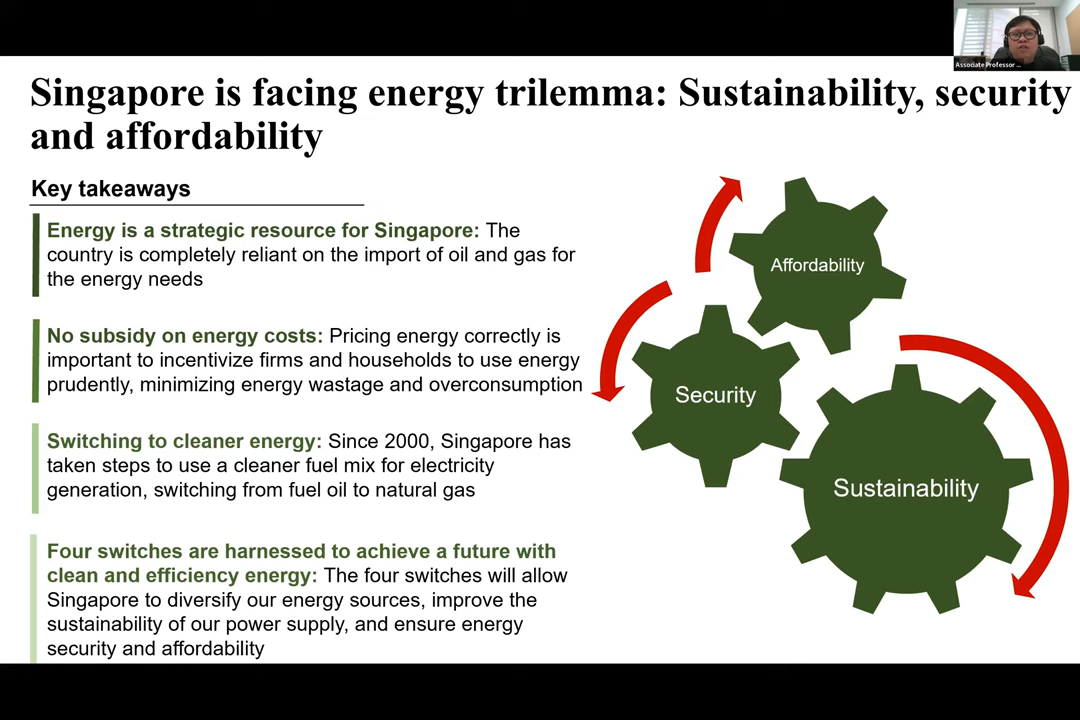 Associate Professor ...
Singapore is facing energy trilemma: Sustainability, security
and affordability
Key takeaways
Energy is a strategic resource for Singapore: The
country is completely reliant on the import of oil and gas for
the energy needs
No subsidy on energy costs: Pricing energy correctly is
important to incentivize firms and households to use energy
prudently, minimizing energy wastage and overconsumption
Switching to cleaner energy: Since 2000, Singapore has
taken steps to use a cleaner fuel mix for electricity
generation, switching from fuel oil to natural gas
Four switches are harnessed to achieve a future with
clean and efficiency energy: The four switches will allow
Singapore to diversify our energy sources, improve the
sustainability of our power supply, and ensure energy
security and affordability
Affordability
Security
Sustainability